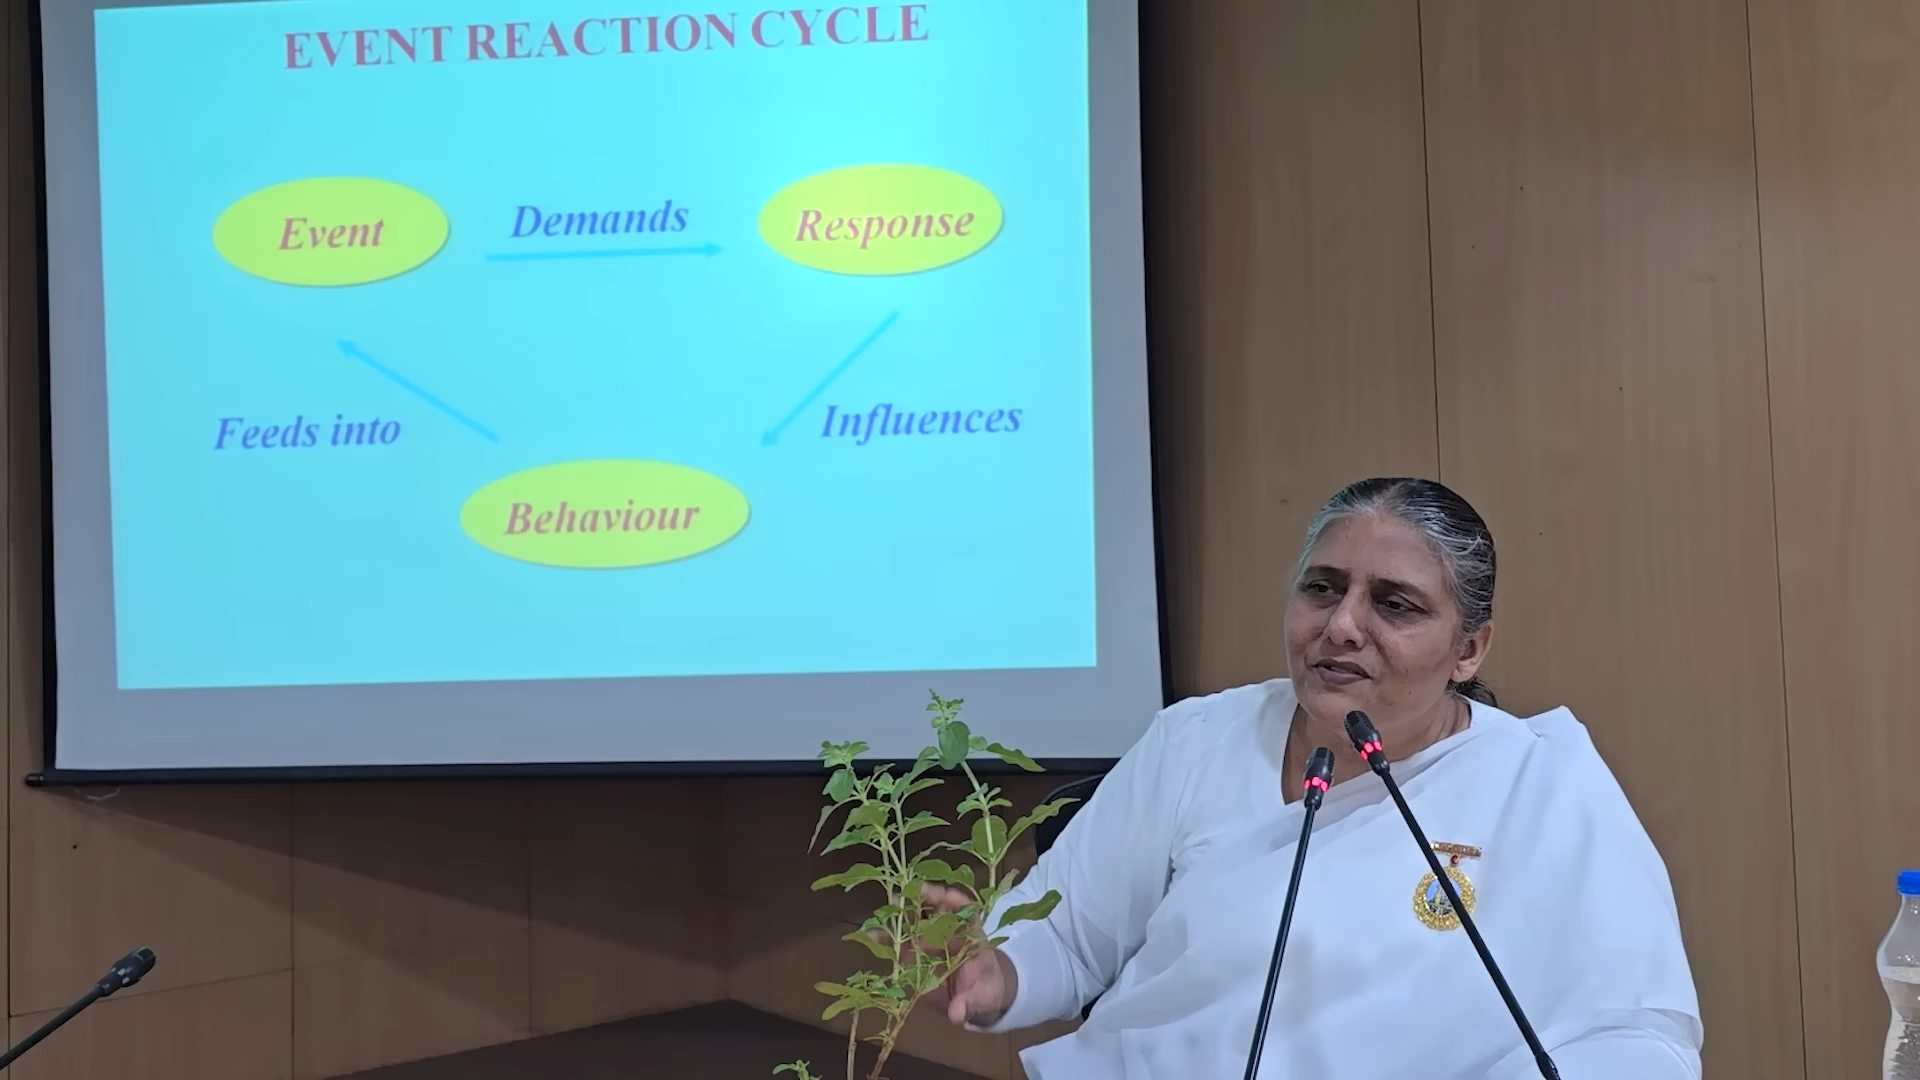 EVENT REACTION CYCLE
Event
Demands
Response
Feeds into
Influences
Behaviour